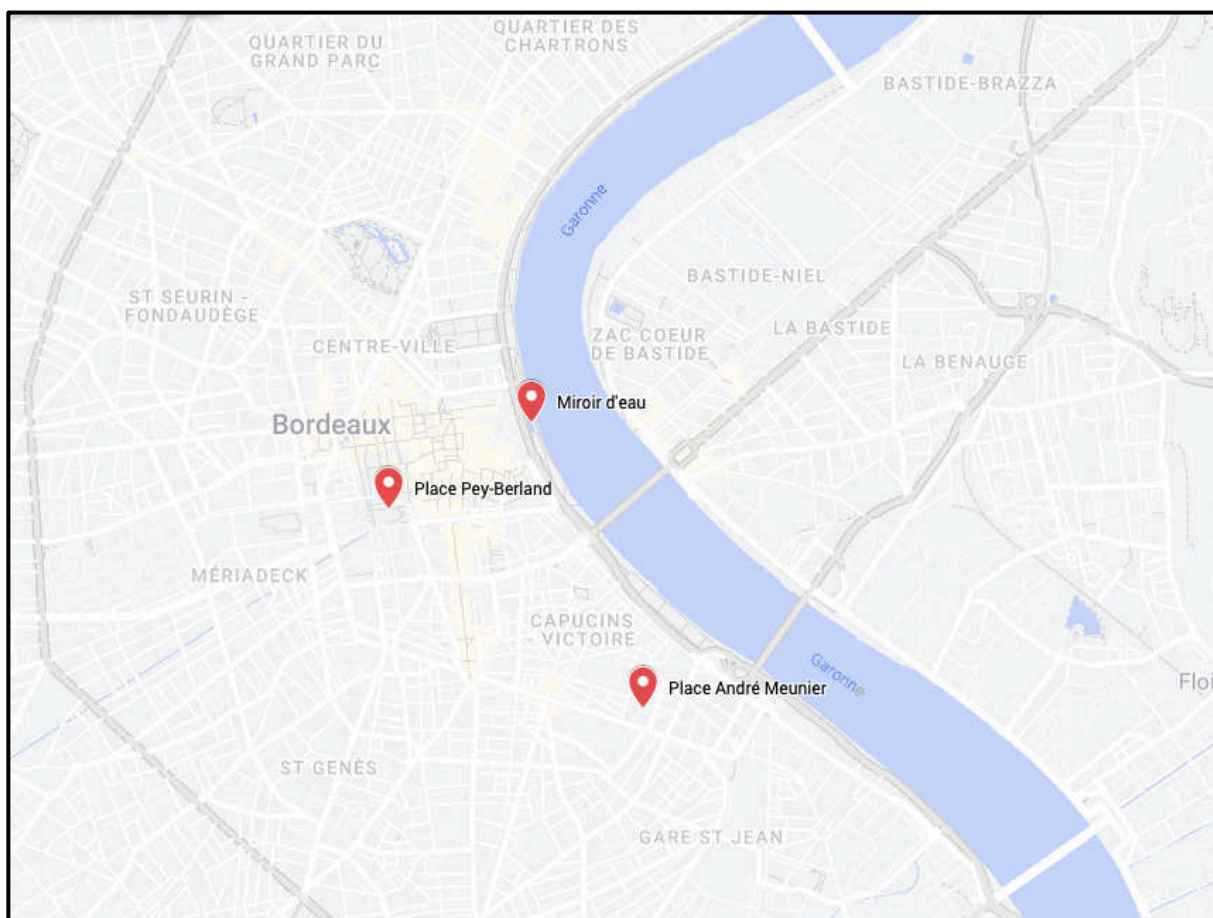 QUARTIER DU
GRAND PARC
QUARTIER DES
CHARTRONS
BASTIDE-BRAZZA
Garonne
BASTIDE-NIEL
ST SEURIN -
FONDAUDÈGE
CENTRE-VILLE
ZAC COEUR
DE BASTIDE
LA BASTIDE
LA BENAUGE
Miroir d'eau
Bordeaux
Place Pey-Berland
MÉRIADECK
CAPUCINS
- VICTOIRE
Garonne
Place André Meunier
Floi
ST GENÈS
GARE ST JEAN